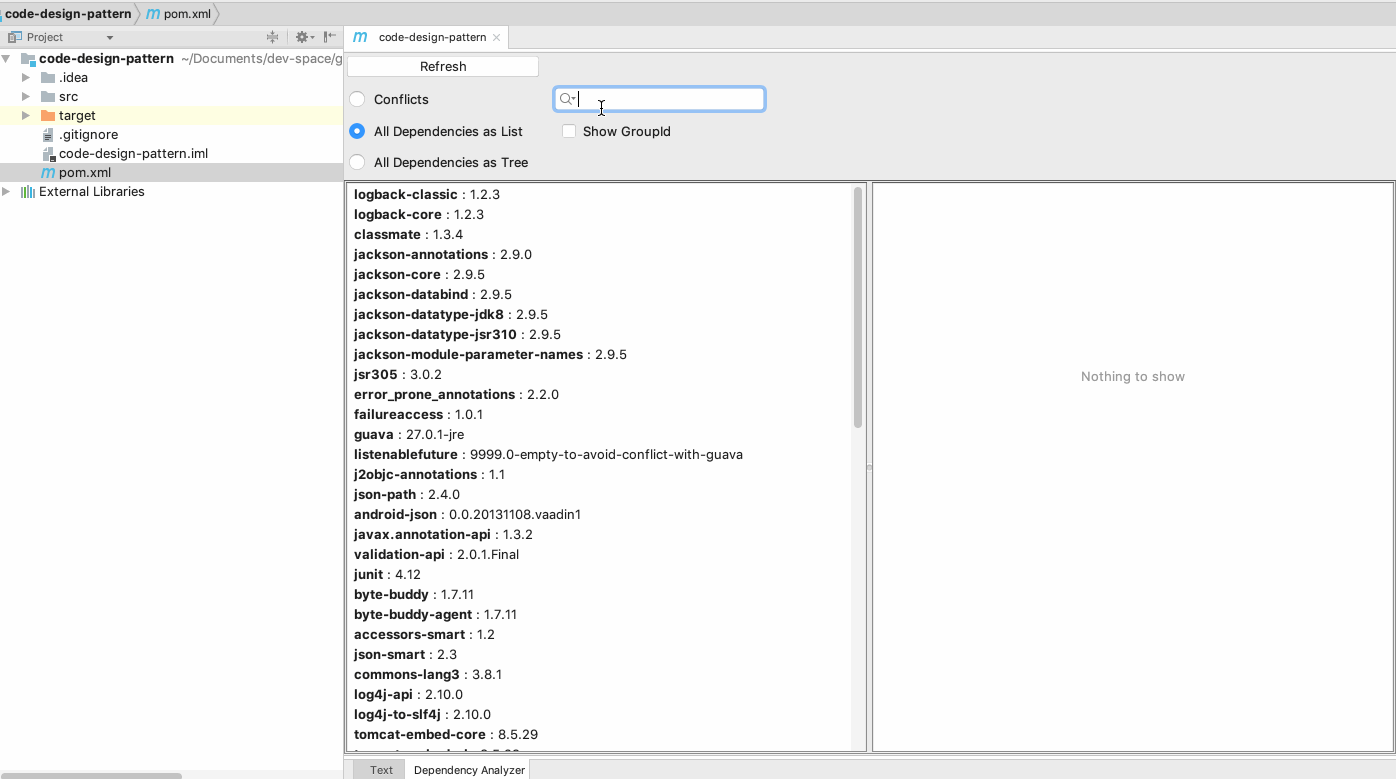 code-design-pattern pom.xml
Project
code-design-pattern ~/Documents/dev-space/g
.idea
src
target
.gitignore
code-design-pattern.iml
pom.xml
External Libraries
code-design-pattern
Refresh
Conflicts
All Dependencies as List
Show GroupId
All Dependencies as Tree
logback-classic : 1.2.3
logback-core : 1.2.3
classmate : 1.3.4
jackson-annotations : 2.9.0
jackson-core : 2.9.5
jackson-databind : 2.9.5
jackson-datatype-jdk8 : 2.9.5
jackson-datatype-jsr310 : 2.9.5
jackson-module-parameter-names : 2.9.5
jsr305 : 3.0.2
error_prone_annotations : 2.2.0
failureaccess : 1.0.1
guava : 27.0.1-jre
listenablefuture : 9999.0-empty-to-avoid-conflict-with-guava
j2objc-annotations : 1.1
json-path : 2.4.0
android-json : 0.0.20131108.vaadin1
javax.annotation-api : 1.3.2
validation-api : 2.0.1.Final
junit : 4.12
byte-buddy : 1.7.11
byte-buddy-agent : 1.7.11
accessors-smart : 1.2
json-smart : 2.3
commons-lang3 : 3.8.1
log4j-api : 2.10.0
log4j-to-slf4j : 2.10.0
tomcat-embed-core : 8.5.29
Nothing to show
Text
Dependency Analyzer